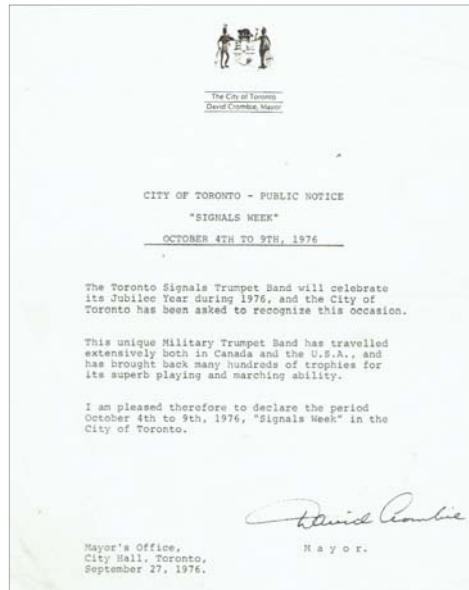 The City of Toronto
David Crombie, Mayor
CITY OF TORONTO - PUBLIC NOTICE
"SIGNALS WEEK"
OCTOBER 4TH TO 9TH, 1976
The Toronto Signals Trumpet Band will celebrate
its Jubilee Year during 1976, and the City of
Toronto has been asked to recognize this occasion.
This unique Military Trumpet Band has travelled
extensively both in Canada and the U.S.A., and
has brought back many hundreds of trophies for
its superb playing and marching ability.
I am pleased therefore to declare the period
October 4th to 9th, 1976, "Signals Week" in the
City of Toronto.
David Crombie
Mayor's Office, Mayor.
City Hall, Toronto,
September 27, 1976.